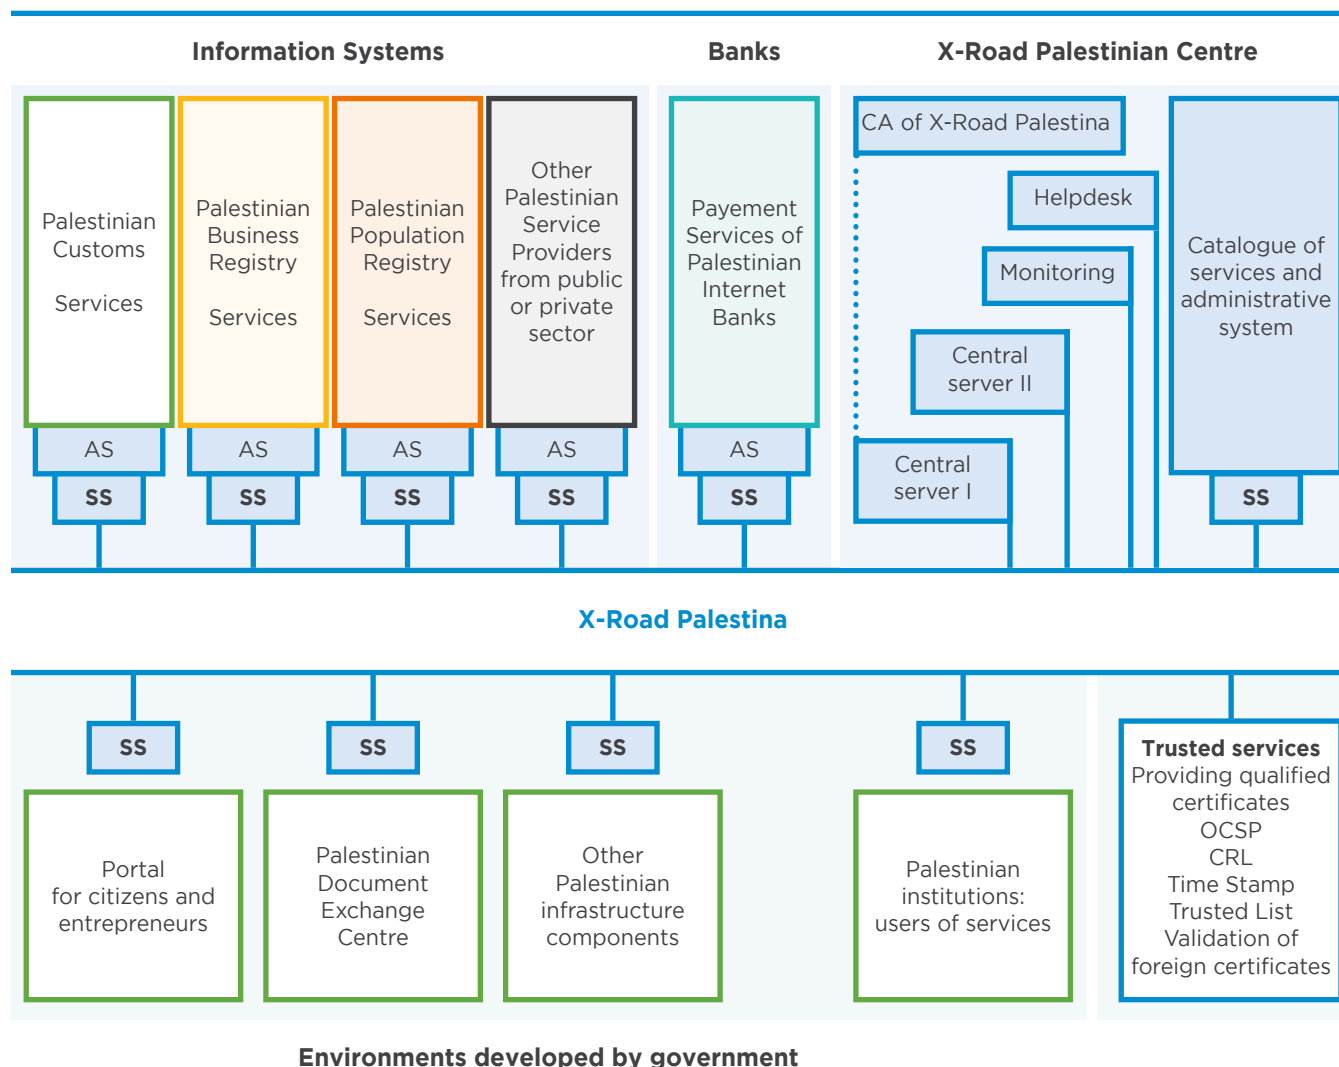 Information Systems
Banks
X-Road Palestinian Centre
Palestinian
Customs
Services
Palestinian
Business
Registry
Services
Palestinian
Population
Registry
Services
Other
Palestinian
Service
Providers
from public
or private
sector
Payement
Services of
Palestinian
Internet
Banks
CA of X-Road Palestina
Helpdesk
Monitoring
Central
server II
Central
server I
Catalogue of
services and
administrative
system
AS
AS
AS
AS
AS
SS
SS
SS
SS
SS
SS
X-Road Palestina
SS
SS
SS
SS
Portal
for citizens and
entrepreneurs
Palestinian
Document
Exchange
Centre
Other
Palestinian
infrastructure
components
Palestinian
institutions:
users of services
Trusted services
Providing qualified
certificates
OCSP
CRL
Time Stamp
Trusted List
Validation of
foreign certificates
Environments developed by government